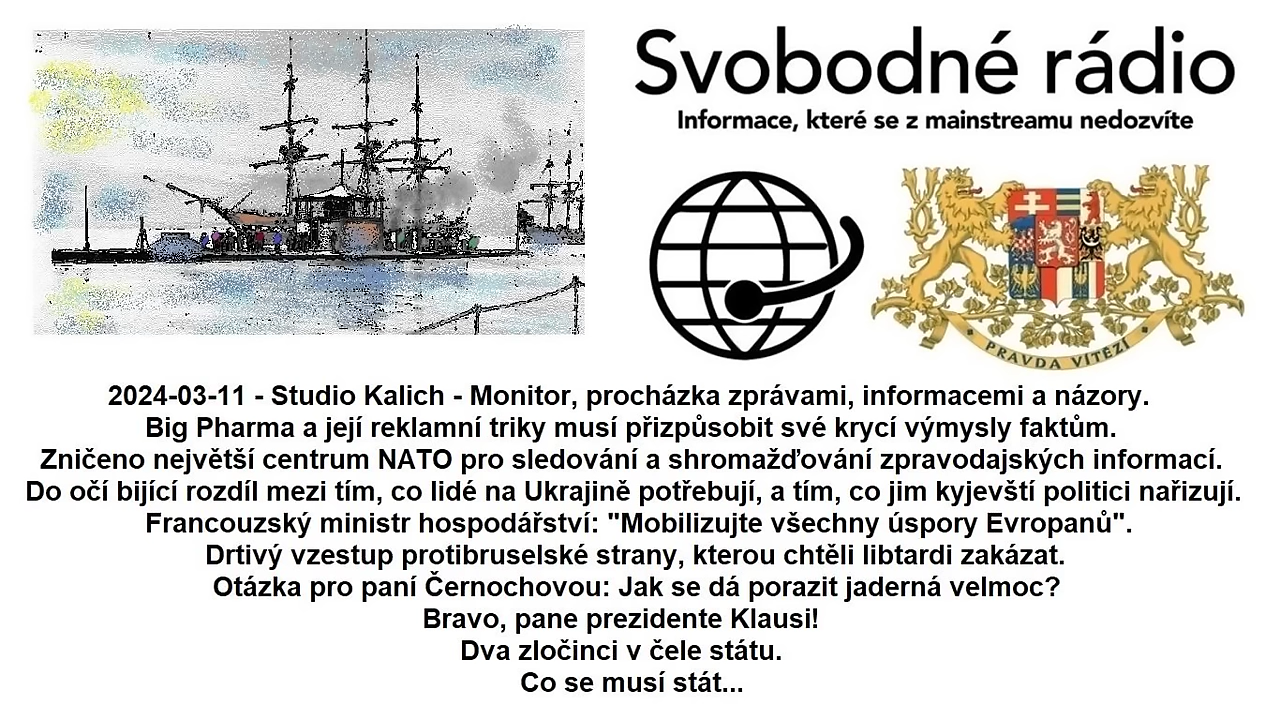 Svobodné rádio
Informace, které se z mainstreamu nedozvíte
PRAVDA VÍTĚZÍ
2024-03-11 - Studio Kalich - Monitor, procházka zprávami, informacemi a názory.
Big Pharma a její reklamní triky musí přizpůsobit své krycí výmysly faktům.
Zničeno největší centrum NATO pro sledování a shromažďování zpravodajských informací.
Do očí bijící rozdíl mezi tím, co lidé na Ukrajině potřebují, a tím, co jim kyjevští politici nařizují.
Francouzský ministr hospodářství: "Mobilizujte všechny úspory Evropanů".
Drtivý vzestup protibruselské strany, kterou chtěli libtardi zakázat.
Otázka pro paní Černochovou: Jak se dá porazit jaderná velmoc?
Bravo, pane prezidente Klausi!
Dva zločinci v čele státu.
Co se musí stát...